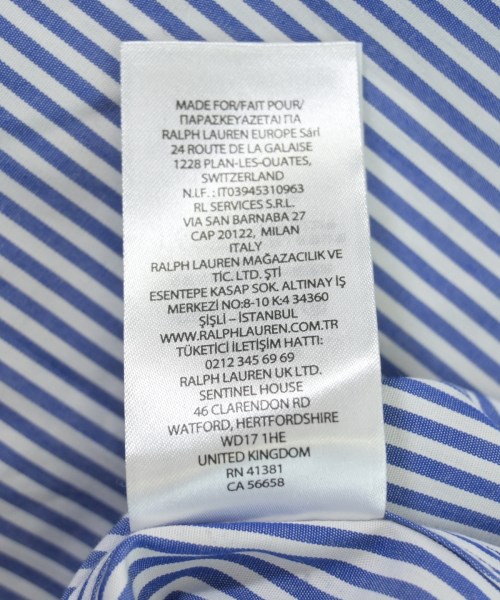 MADE FOR/FAIT POUR/
ΠΑΡΑΣΚΕΥΑΖΕΤΑΙ ΓΙΑ
RALPH LAUREN EUROPE Sárl
24 ROUTE DE LA GALAISE
1228 PLAN-LES-OUATES,
SWITZERLAND
N.I.F. : IT03945310963
RL SERVICES S.R.L.
VIA SAN BARNABA 27
CAP 20122, MILAN
ITALY
RALPH LAUREN MAĞAZACILIK VE
TİC. LTD. ŞTİ
ESENTEPE KASAP SOK. ALTINAY İŞ
MERKEZİ NO:8-10 K:4 34360
ŞİŞLİ – İSTANBUL
WWW.RALPHLAUREN.COM.TR
TÜKETİCİ İLETİŞİM HATTI:
0212 345 69 69
RALPH LAUREN UK LTD.
SENTINEL HOUSE
46 CLARENDON RD
WATFORD, HERTFORDSHIRE
WD17 1HE
UNITED KINGDOM
RN 41381
CA 56658